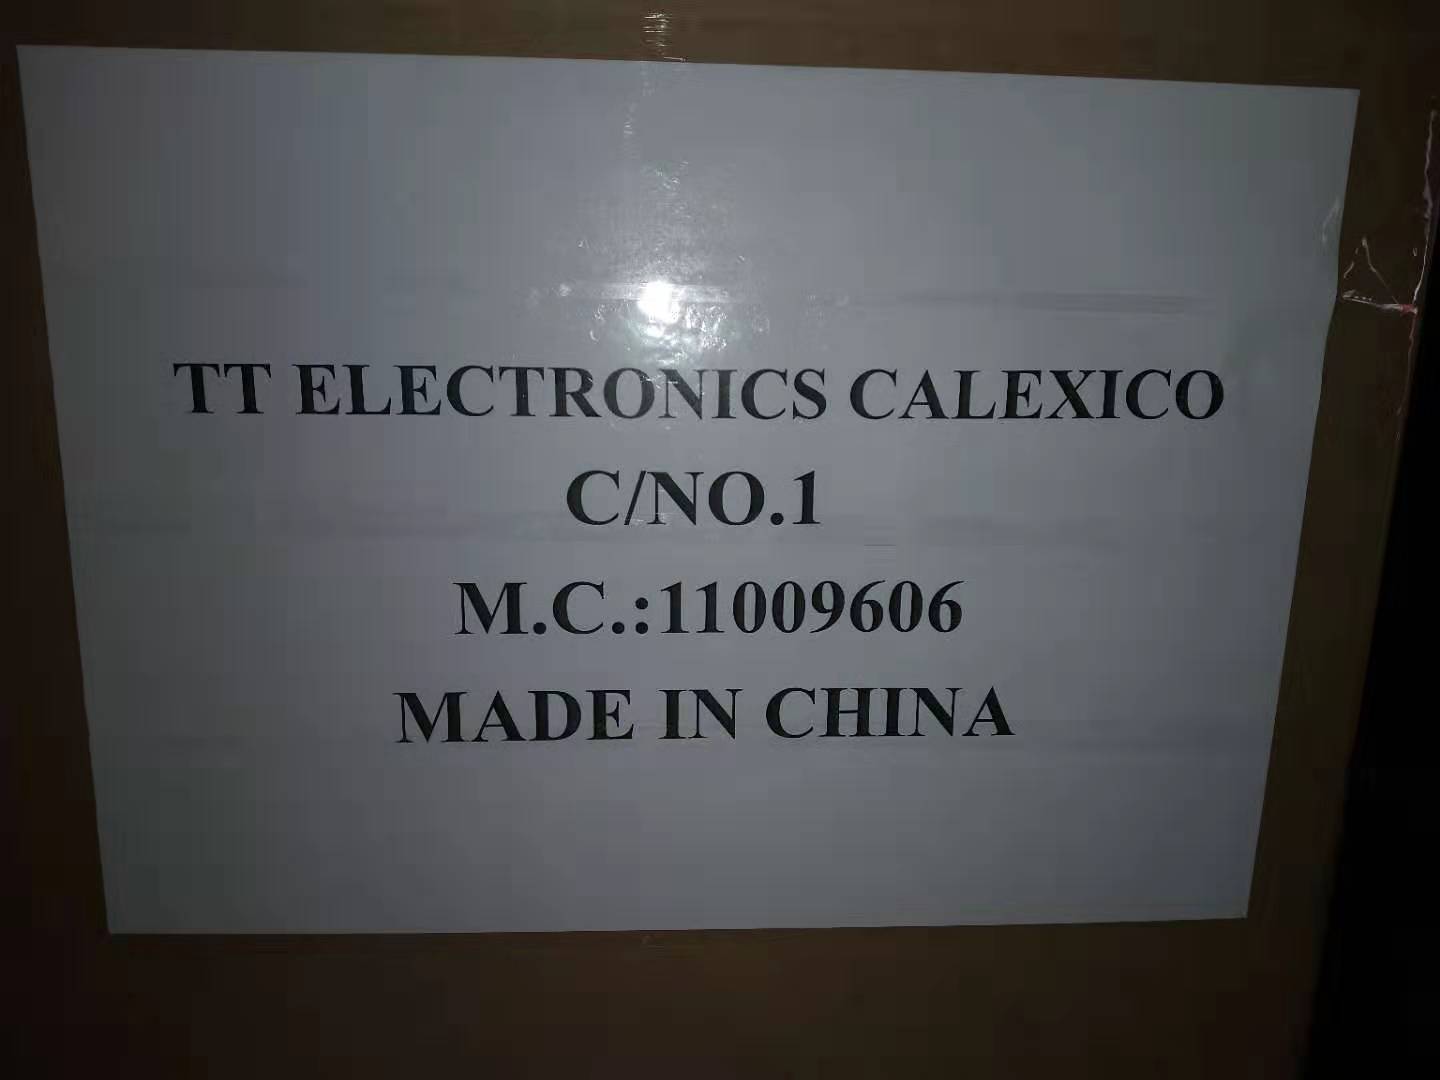 TT ELECTRONICS CALEXICO
C/NO.1
M.C.:11009606
MADE IN CHINA